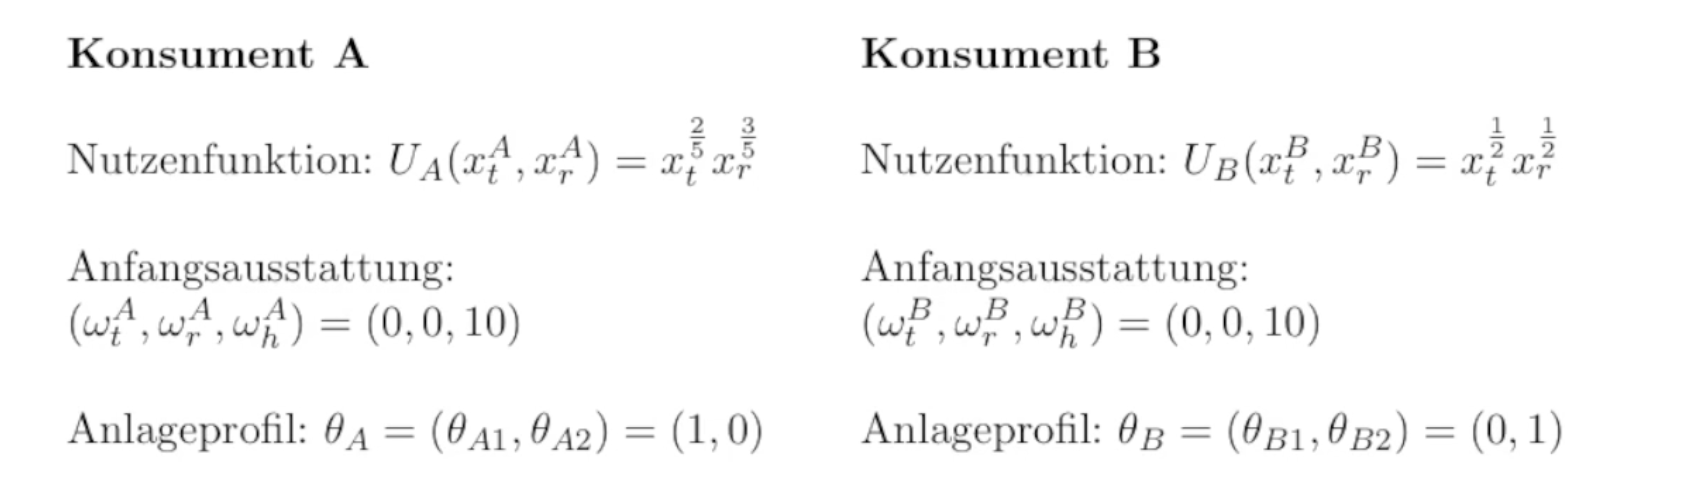 Konsument A
Nutzenfunktion: $U_A(x_t^A, x_r^A) = x_t^{\frac{2}{5}} x_r^{\frac{3}{5}}$
Anfangsausstattung:
$(\omega_t^A, \omega_r^A, \omega_h^A) = (0, 0, 10)$
Anlageprofil: $\theta_A = (\theta_{A1}, \theta_{A2}) = (1, 0)$
Konsument B
Nutzenfunktion: $U_B(x_t^B, x_r^B) = x_t^{\frac{1}{2}} x_r^{\frac{1}{2}}$
Anfangsausstattung:
$(\omega_t^B, \omega_r^B, \omega_h^B) = (0, 0, 10)$
Anlageprofil: $\theta_B = (\theta_{B1}, \theta_{B2}) = (0, 1)$